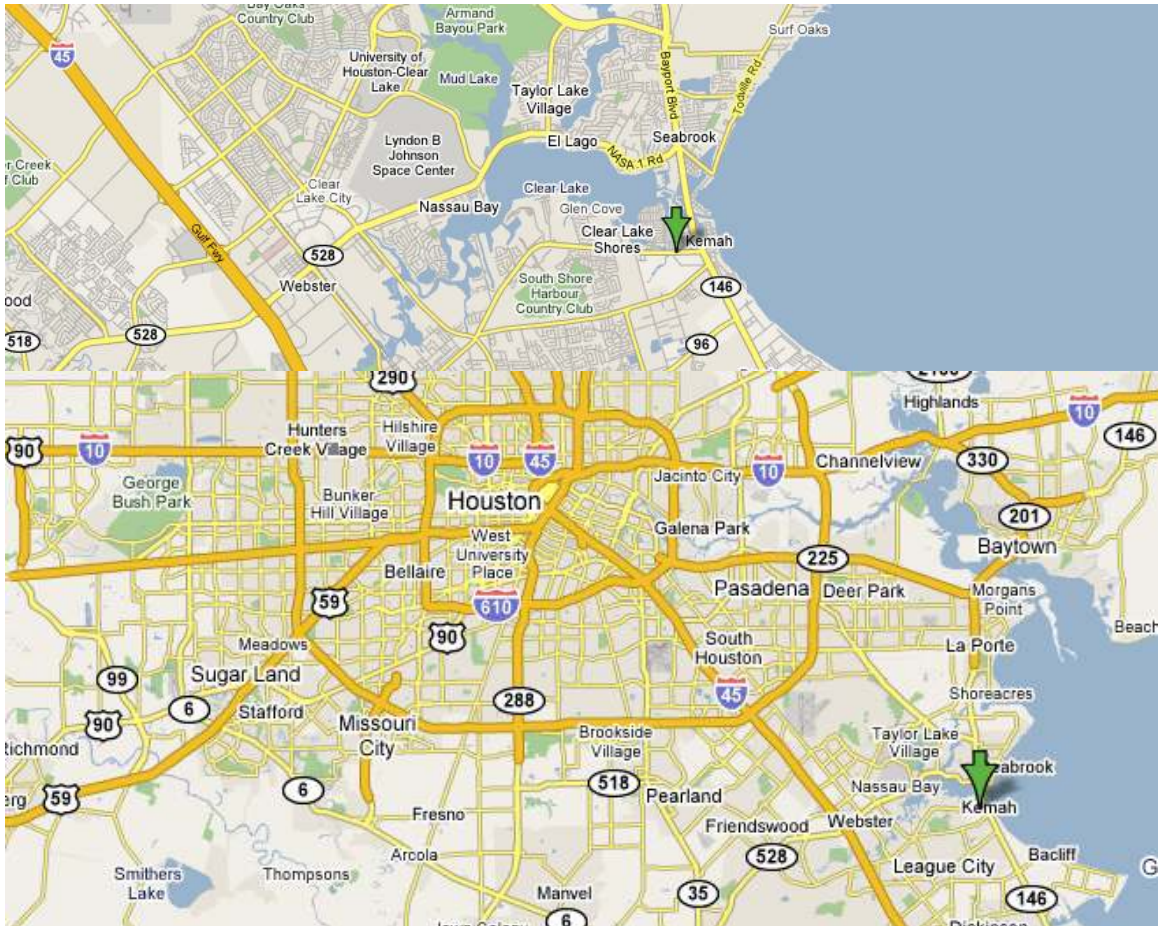 Bay Oaks
Country Club
Armand
Bayou Park
Surf Oaks
45
University of
Houston-Clear
Lake
Mud Lake
Bayport Blvd
Todville Rd
Taylor Lake
Village
Lyndon B
Johnson
Space Center
El Lago
NASA 1 Rd
Seabrook
r Creek
f Club
Clear
Lake City
Clear Lake
Nassau Bay
Glen Cove
Clear Lake
Shores
Kemah
Gulf Fwy
528
Webster
South Shore
Harbour
Country Club
146
ood
518
528
96
290
Highlands
Hunters
Creek Village
Hilshire
Village
10
146
90
10
10
45
Jacinto City
10
Channelview
330
George
Bush Park
Bunker
Hill Village
Houston
Galena Park
201
West
University
Place
Baytown
225
Bellaire
Pasadena
Deer Park
Morgans
Point
59
610
90
Beach
Meadows
South
Houston
La Porte
99
Sugar Land
45
Shoreacres
6
288
90
Stafford
Missouri
City
Brookside
Village
Taylor Lake
Village
Richmond
eabrook
59
erg
6
518
Pearland
Nassau Bay
Kemah
Fresno
Friendswood
Webster
Arcola
528
League City
Bacliff
G
Smithers
Lake
Thompsons
Manvel
35
146
6
Dickinson